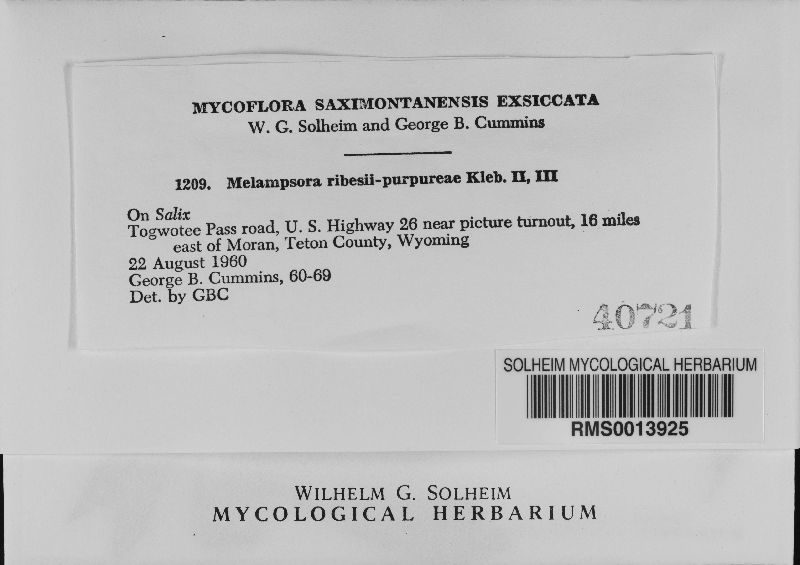 MYCOFLORA SAXIMONTANENSIS EXSICCATA
W. G. Solheim and George B. Cummins
1209. Melampsora ribesii-purpureae Kleb. II, III
On Salix
Togwotee Pass road, U. S. Highway 26 near picture turnout, 16 miles
east of Moran, Teton County, Wyoming
22 August 1960
George B. Cummins, 60-69
Det. by GBC
40721
SOLHEIM MYCOLOGICAL HERBARIUM
RMS0013925
WILHELM G. SOLHEIM
MYCOLOGICAL HERBARIUM